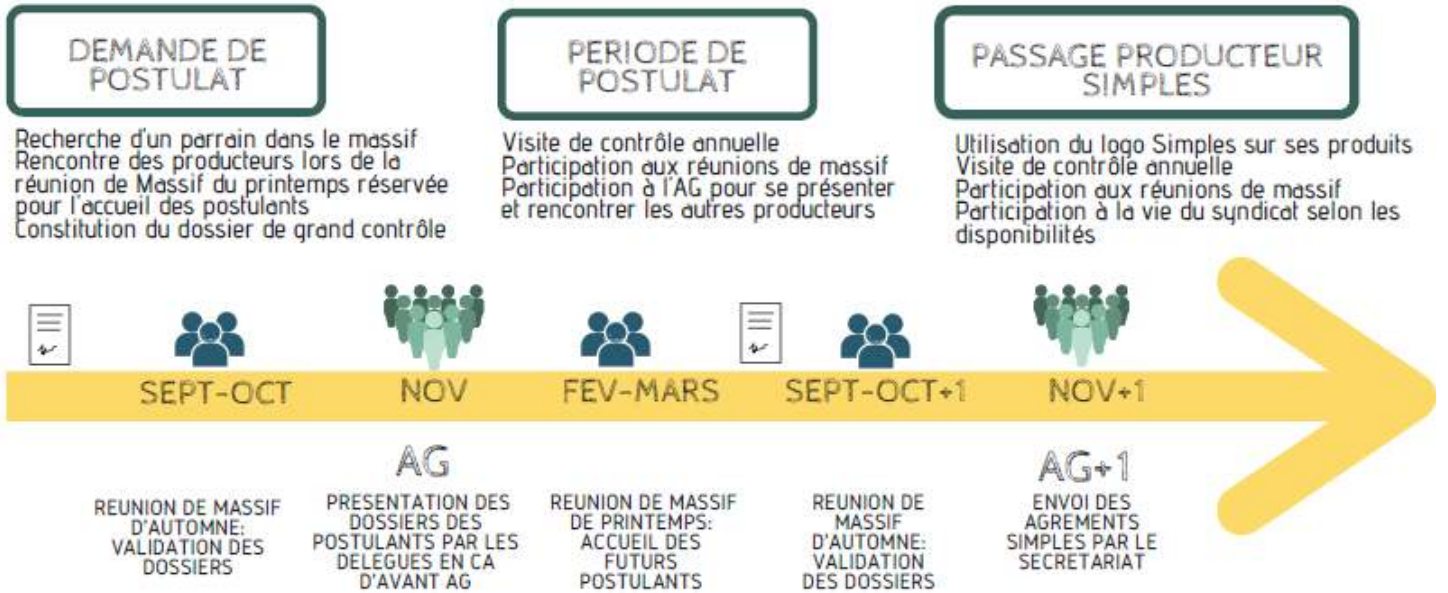 DEMANDE DE
POSTULAT
Recherche d'un parrain dans le massif
Rencontre des producteurs lors de la
réunion de Massif du printemps réservée
pour l'accueil des postulants
Constitution du dossier de grand contrôle
PERIODE DE
POSTULAT
Visite de contrôle annuelle
Participation aux réunions de massif
Participation à l'AG pour se présenter
et rencontrer les autres producteurs
PASSAGE PRODUCTEUR
SIMPLES
Utilisation du logo Simples sur ses produits
Visite de contrôle annuelle
Participation aux réunions de massif
Participation à la vie du syndicat selon les
disponibilités
SEPT-OCT
NOV
FEV-MARS
SEPT-OCT+1
NOV+1
AG
AG+1
REUNION DE MASSIF
D'AUTOMNE:
VALIDATION DES
DOSSIERS
PRESENTATION DES
DOSSIERS DES
POSTULANTS PAR LES
DELEGUES EN CA
D'AVANT AG
REUNION DE MASSIF
DE PRINTEMPS:
ACCUEIL DES
FUTURS
POSTULANTS
REUNION DE
MASSIF
D'AUTOMNE:
VALIDATION
DES DOSSIERS
ENVOI DES
AGREMENTS
SIMPLES PAR LE
SECRETARIAT